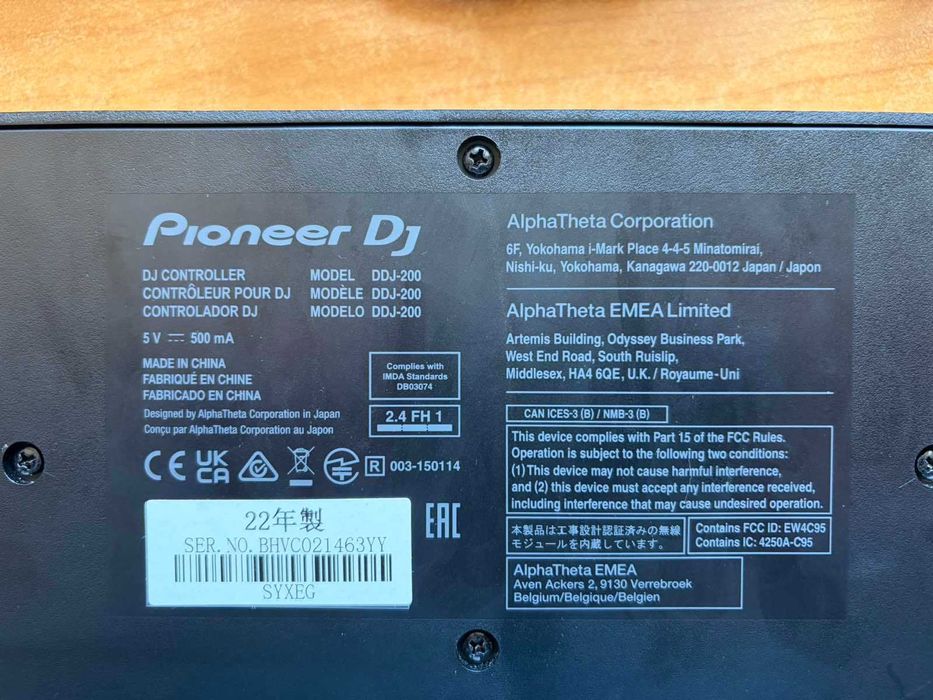 Pioneer Dj
DJ CONTROLLER MODEL DDJ-200
CONTRÔLEUR POUR DJ MODÈLE DDJ-200
CONTROLADOR DJ MODELO DDJ-200
5 V 500 mA
MADE IN CHINA
FABRIQUÉ EN CHINE
FABRICADO EN CHINA
Designed by AlphaTheta Corporation in Japan
Conçu par AlphaTheta Corporation au Japon
Complies with
IMDA Standards
DB03074
2.4 FH 1
CE UK CA R 003-150114
22年製
SER.NO.BHVC021463YY
SYXEG
EAC
AlphaTheta Corporation
6F, Yokohama i-Mark Place 4-4-5 Minatomirai,
Nishi-ku, Yokohama, Kanagawa 220-0012 Japan / Japon
AlphaTheta EMEA Limited
Artemis Building, Odyssey Business Park,
West End Road, South Ruislip,
Middlesex, HA4 6QE, U.K. / Royaume-Uni
CAN ICES-3 (B) / NMB-3 (B)
This device complies with Part 15 of the FCC Rules.
Operation is subject to the following two conditions:
(1) This device may not cause harmful interference,
and (2) this device must accept any interference received,
including interference that may cause undesired operation.
本製品は工事設計認証済みの無線
モジュールを内蔵しています。
Contains FCC ID: EW4C95
Contains IC: 4250A-C95
AlphaTheta EMEA
Aven Ackers 2, 9130 Verrebroek
Belgium/Belgique/Belgien